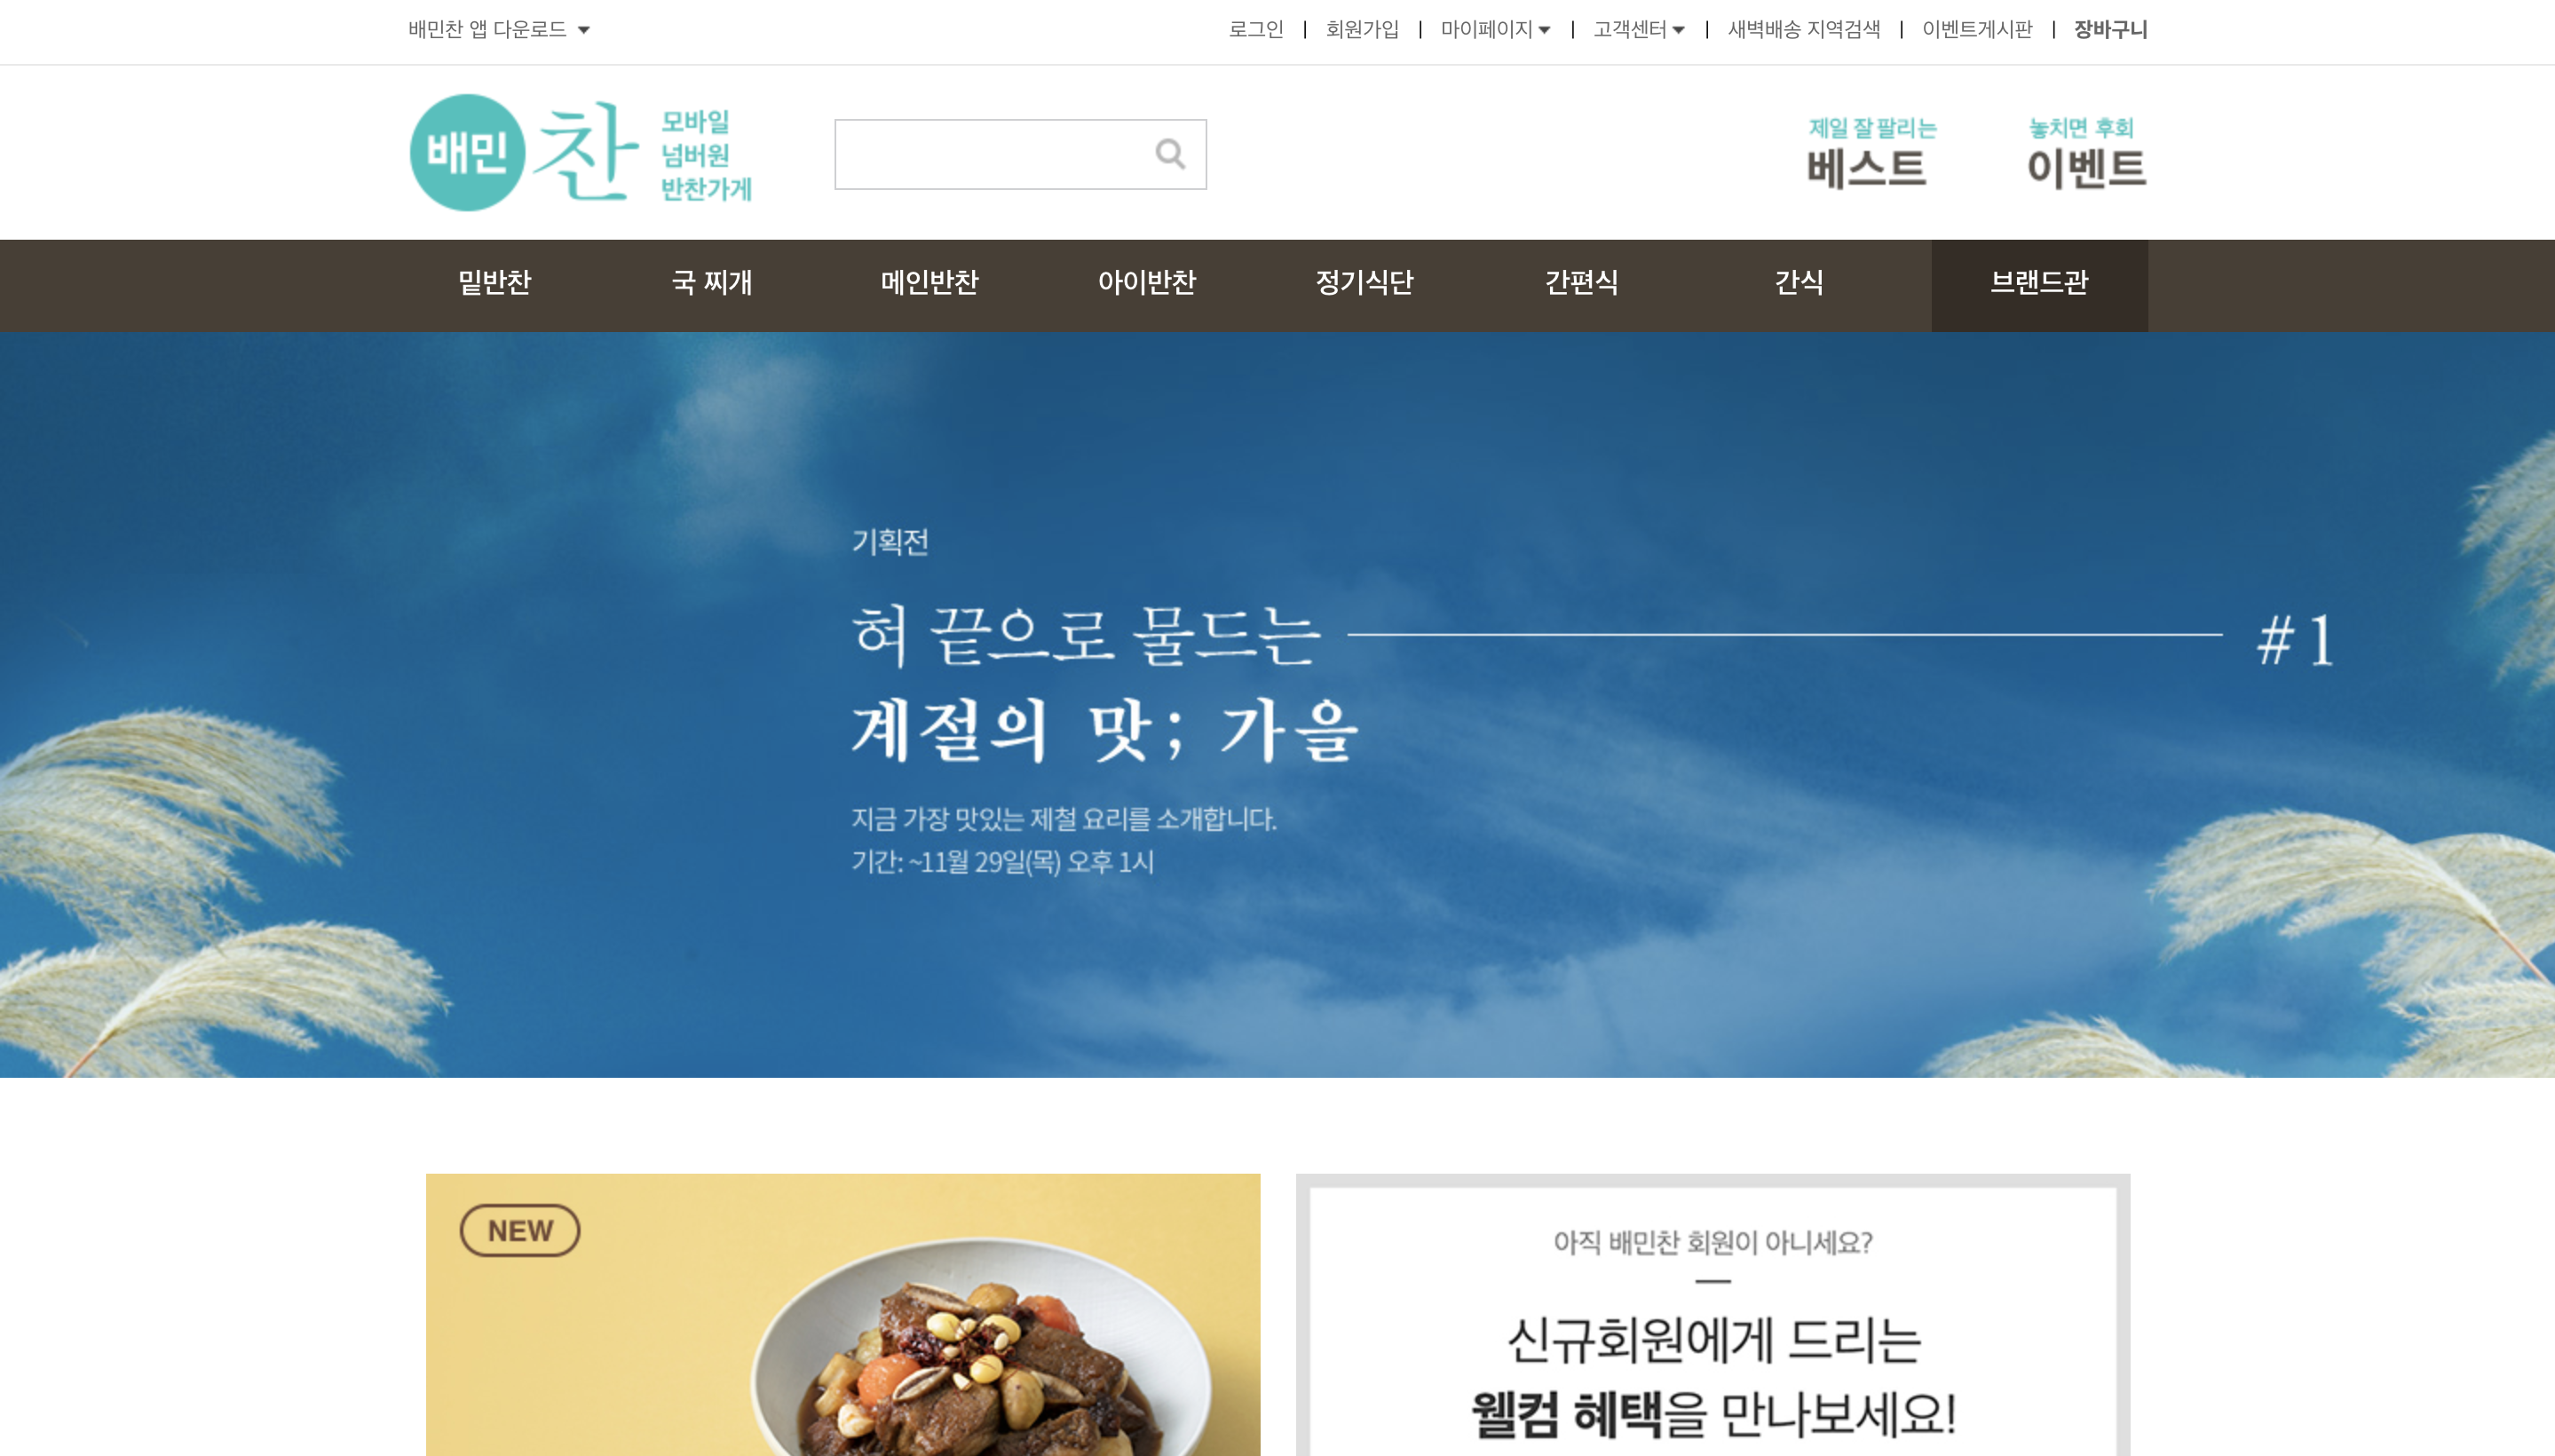 배민찬 앱 다운로드
로그인 | 회원가입 | 마이페이지 | 고객센터 | 새벽배송 지역검색 | 이벤트게시판 | 장바구니
배민찬
모바일
넘버원
반찬가게
제일 잘 팔리는
베스트
놓치면 후회
이벤트
밑반찬 국 찌개 메인반찬 아이반찬 정기식단 간편식 간식 브랜드관
기획전
혀 끝으로 물드는 #1
계절의 맛; 가을
지금 가장 맛있는 제철 요리를 소개합니다.
기간: ~11월 29일(목) 오후 1시
NEW
아직 배민찬 회원이 아니세요?
신규회원에게 드리는
웰컴 혜택을 만나보세요!